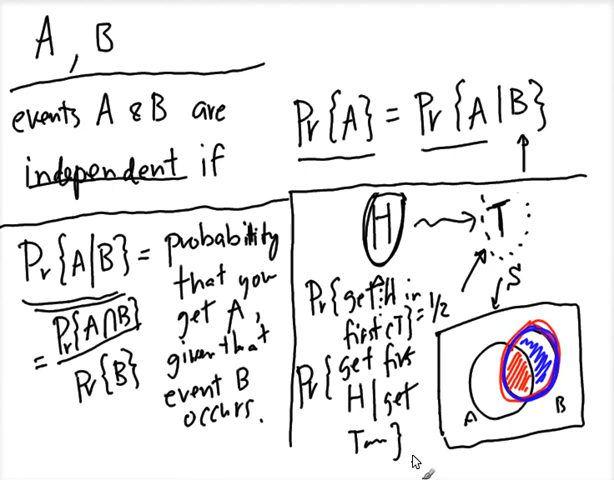 A, B
events A & B are
independent if
Pr{A} = Pr{A|B}
Pr{A|B} = probability
that you
get A,
given that
event B
occurs.
= Pr{A∩B}
Pr{B}
H T
Pr{get H in
first(T} = 1/2
Pr{get first
H | get
}
S
A B